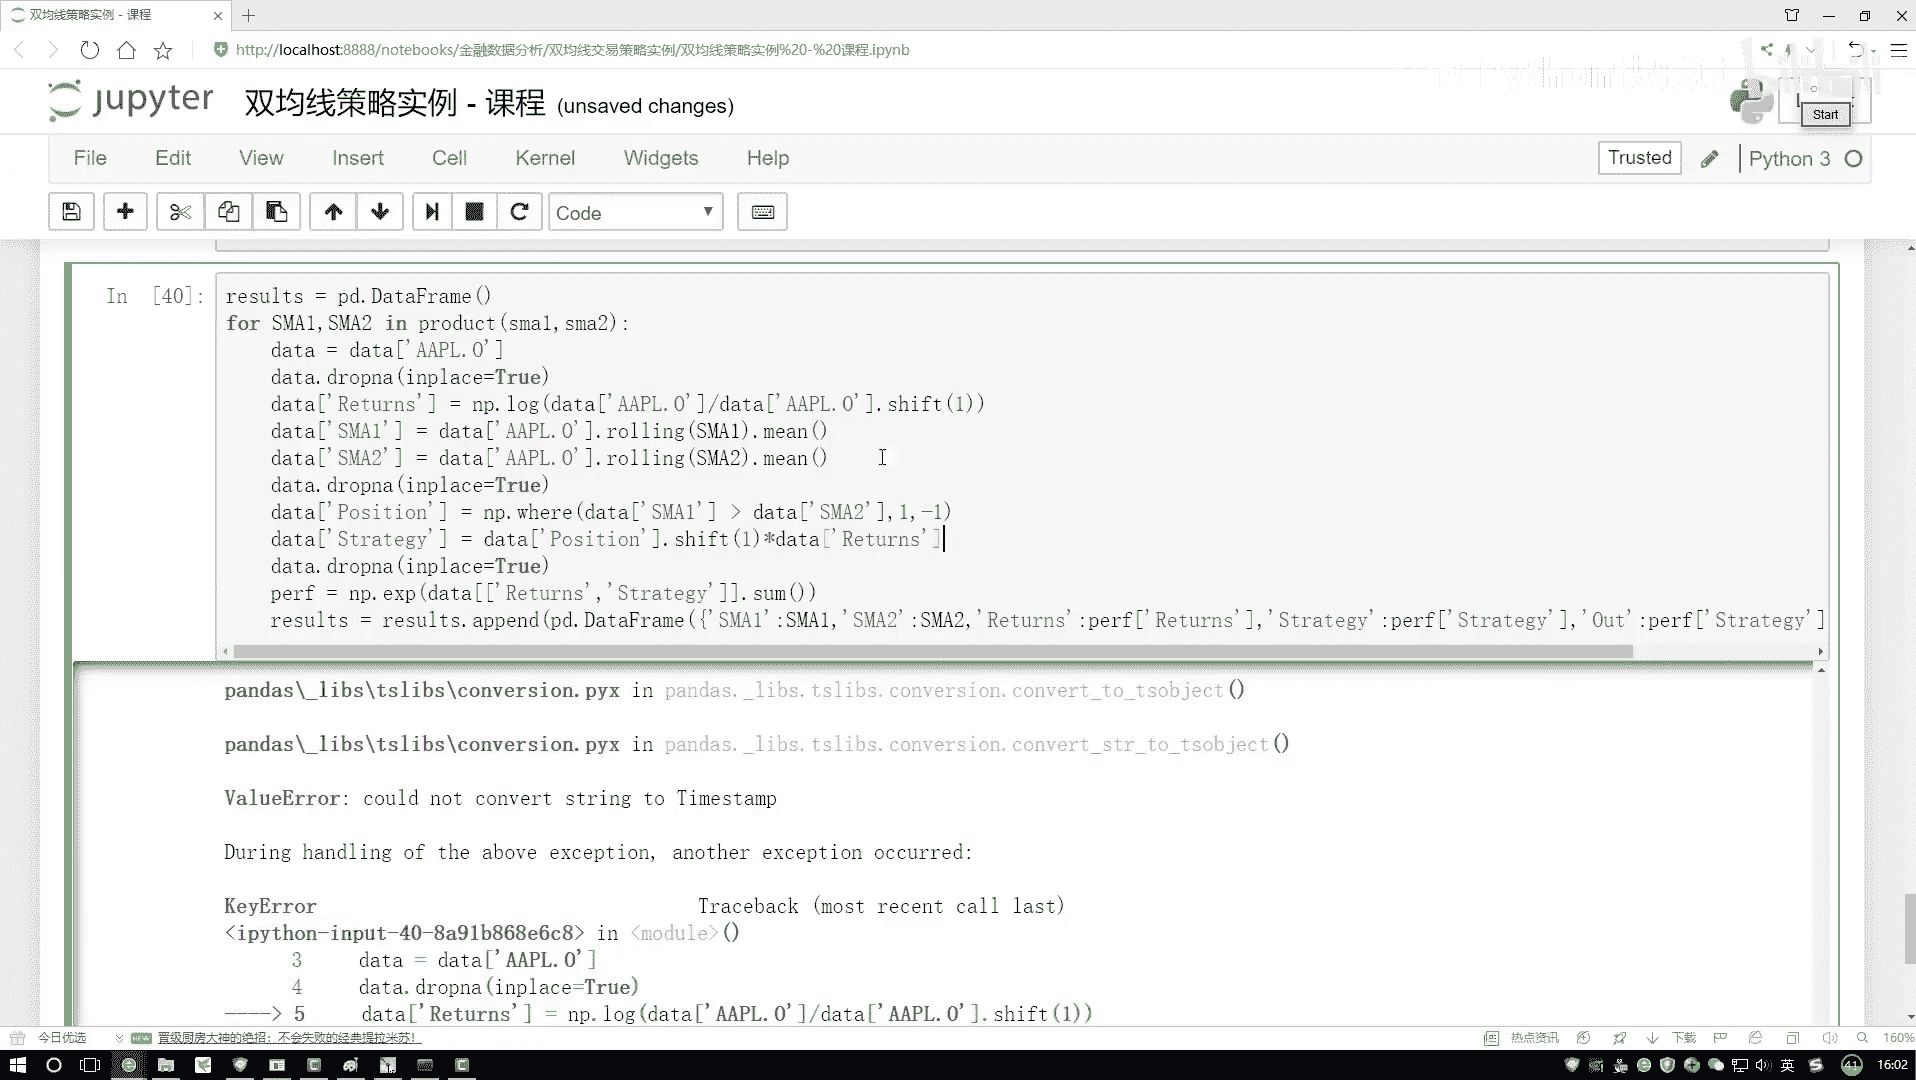 双均线策略实例 - 课程
http://localhost:8888/notebooks/金融数据分析/双均线交易策略实例/双均线策略实例%20-%20课程.ipynb
jupyter 双均线策略实例 - 课程 (unsaved changes)
Start
File Edit View Insert Cell Kernel Widgets Help
Trusted Python 3
Code
In [40]:
results = pd.DataFrame()
for SMA1,SMA2 in product(sma1,sma2):
    data = data['AAPL.O']
    data.dropna(inplace=True)
    data['Returns'] = np.log(data['AAPL.O']/data['AAPL.O'].shift(1))
    data['SMA1'] = data['AAPL.O'].rolling(SMA1).mean()
    data['SMA2'] = data['AAPL.O'].rolling(SMA2).mean()
    data.dropna(inplace=True)
    data['Position'] = np.where(data['SMA1'] > data['SMA2'],1,-1)
    data['Strategy'] = data['Position'].shift(1)*data['Returns']
    data.dropna(inplace=True)
    perf = np.exp(data[['Returns','Strategy']].sum())
    results = results.append(pd.DataFrame({'SMA1':SMA1,'SMA2':SMA2,'Returns':perf['Returns'],'Strategy':perf['Strategy'],'Out':perf['Strategy']
pandas\_libs\tslibs\conversion.pyx in pandas._libs.tslibs.conversion.convert_to_tsobject()
pandas\_libs\tslibs\conversion.pyx in pandas._libs.tslibs.conversion.convert_str_to_tsobject()
ValueError: could not convert string to Timestamp
During handling of the above exception, another exception occurred:
KeyError Traceback (most recent call last)
<ipython-input-40-8a91b868e6c8> in <module>()
3 data = data['AAPL.O']
4 data.dropna(inplace=True)
----> 5 data['Returns'] = np.log(data['AAPL.O']/data['AAPL.O'].shift(1))
今日优选 NEW 晋级厨房大神的绝招：不会失败的经典提拉米苏！ 热点资讯 下载 160%
英 41 16:02